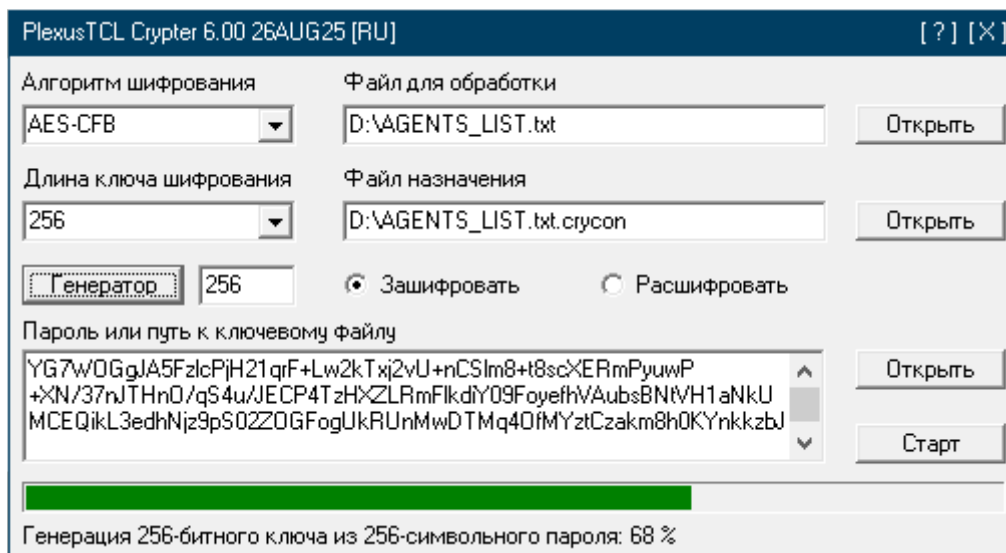 PlexusTCL Crypter 6.00 26AUG25 [RU] [?] [X]
Алгоритм шифрования Файл для обработки
AES-CFB D:\AGENTS_LIST.txt Открыть
Длина ключа шифрования Файл назначения
256 D:\AGENTS_LIST.txt.crycon Открыть
Генератор 256 Зашифровать Расшифровать
Пароль или путь к ключевому файлу
YG7WOGgJA5FzlcPjH21qrF+Lw2kTxj2vU+nCSIm8+t8scXERmPyuwP Открыть
+XN/37nJTHnO/qS4u/JECP4TzHXZLRmFlkdiY09FoyefhVAubsBNtVH1aNkU
MCEQikL3edhNjz9pS02ZOGFogUkRUnMwDTMq4OfMYztCzakm8h0KYnkkzbJ Старт
Генерация 256-битного ключа из 256-символьного пароля: 68 %